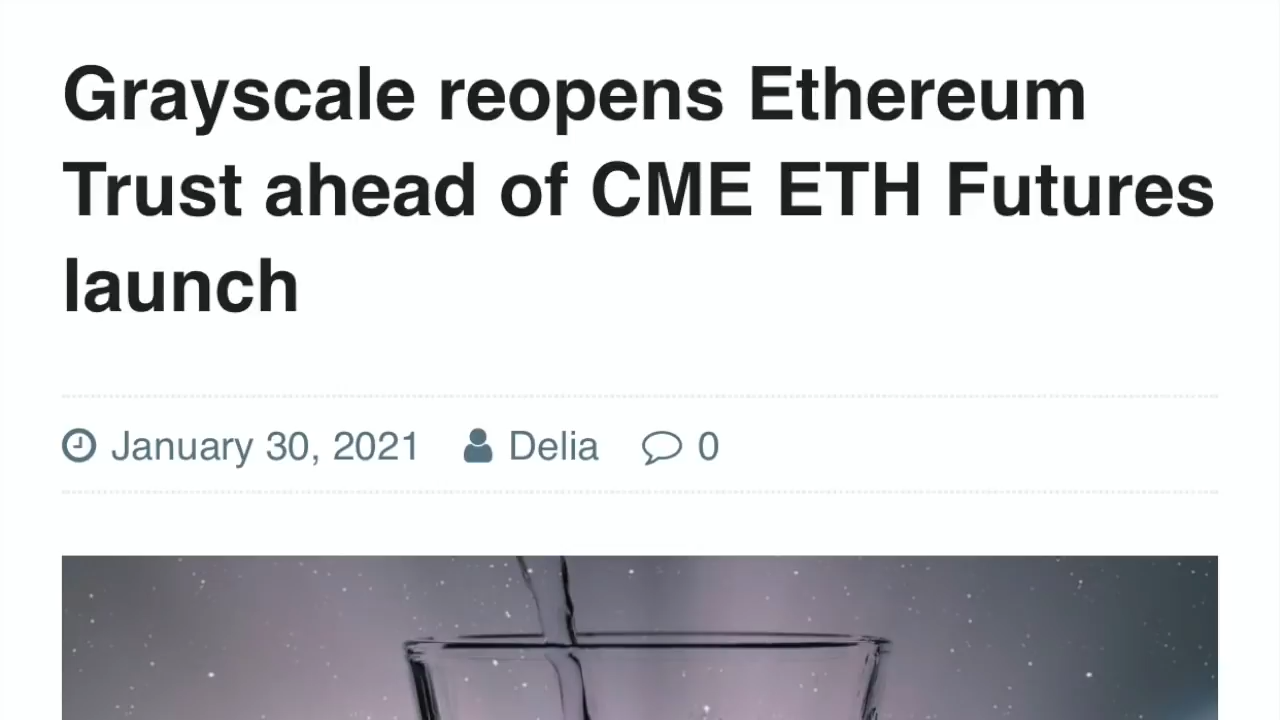 Grayscale reopens Ethereum
Trust ahead of CME ETH Futures
launch
January 30, 2021 Delia 0